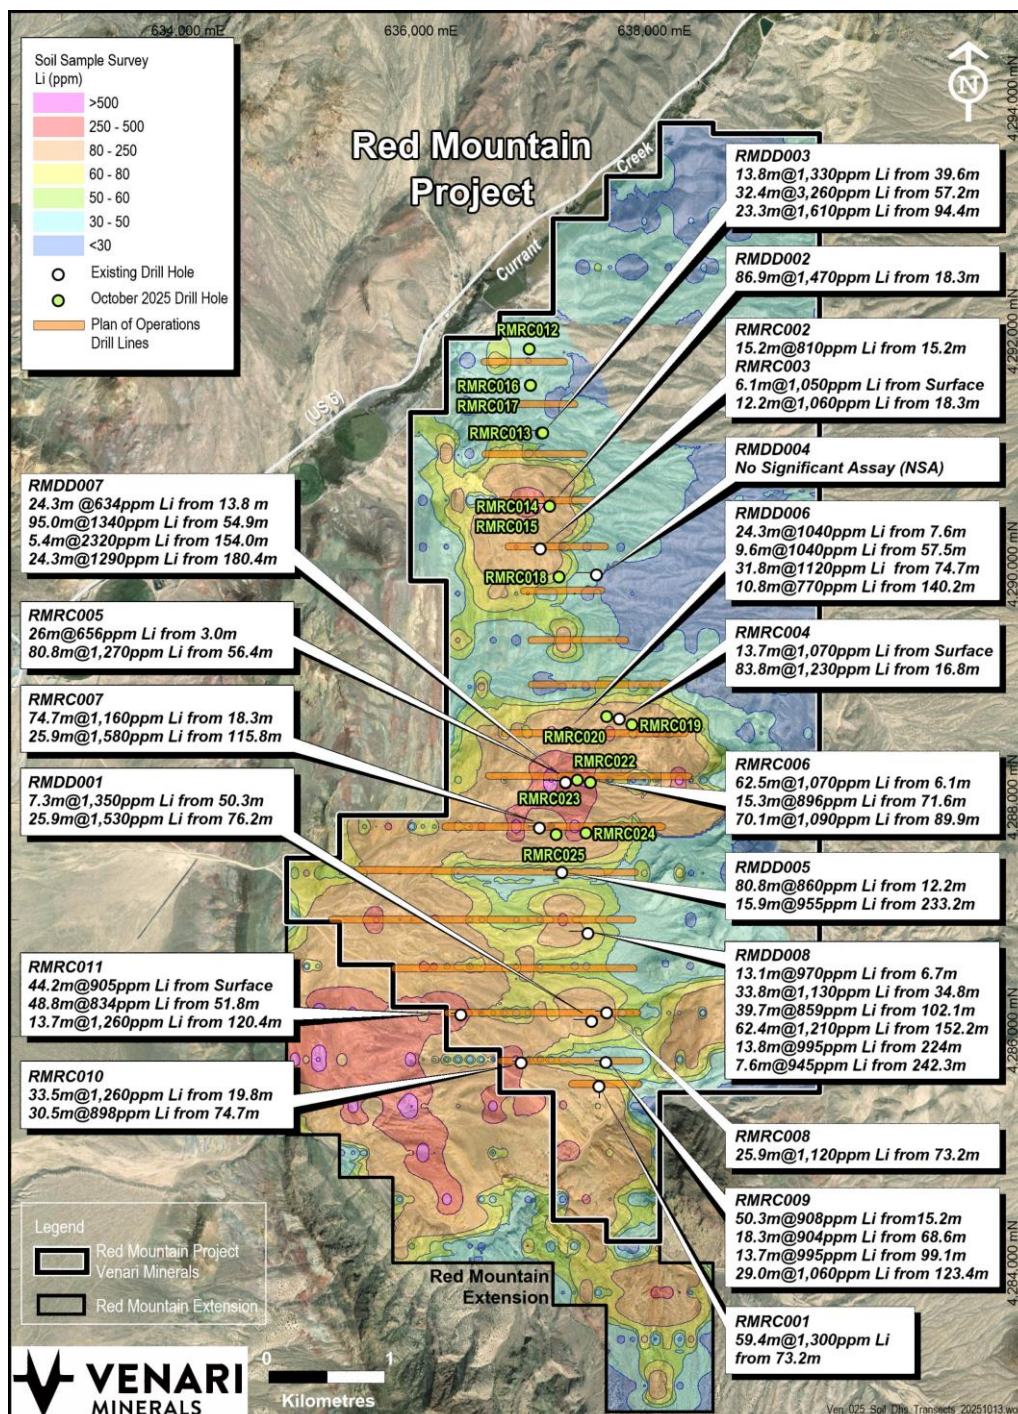 634,000 mE
636,000 mE
638,000 mE
4,294,000 mN
4,292,000 mN
4,290,000 mN
4,288,000 mN
4,286,000 mN
4,284,000 mN
Soil Sample Survey
Li (ppm)
>500
250 - 500
80 - 250
60 - 80
50 - 60
30 - 50
<30
Existing Drill Hole
October 2025 Drill Hole
Plan of Operations
Drill Lines
Red Mountain
Project
N
Currant
Creek
(US 6)
RMDD003
13.8m@1,330ppm Li from 39.6m
32.4m@3,260ppm Li from 57.2m
23.3m@1,610ppm Li from 94.4m
RMDD002
86.9m@1,470ppm Li from 18.3m
RMRC002
15.2m@810ppm Li from 15.2m
RMRC003
6.1m@1,050ppm Li from Surface
12.2m@1,060ppm Li from 18.3m
RMDD004
No Significant Assay (NSA)
RMDD006
24.3m@1040ppm Li from 7.6m
9.6m@1040ppm Li from 57.5m
31.8m@1120ppm Li from 74.7m
10.8m@770ppm Li from 140.2m
RMRC004
13.7m@1,070ppm Li from Surface
83.8m@1,230ppm Li from 16.8m
RMRC006
62.5m@1,070ppm Li from 6.1m
15.3m@896ppm Li from 71.6m
70.1m@1,090ppm Li from 89.9m
RMDD005
80.8m@860ppm Li from 12.2m
15.9m@955ppm Li from 233.2m
RMDD008
13.1m@970ppm Li from 6.7m
33.8m@1,130ppm Li from 34.8m
39.7m@859ppm Li from 102.1m
62.4m@1,210ppm Li from 152.2m
13.8m@995ppm Li from 224m
7.6m@945ppm Li from 242.3m
RMRC008
25.9m@1,120ppm Li from 73.2m
RMRC009
50.3m@908ppm Li from15.2m
18.3m@904ppm Li from 68.6m
13.7m@995ppm Li from 99.1m
29.0m@1,060ppm Li from 123.4m
RMRC001
59.4m@1,300ppm Li
from 73.2m
RMDD007
24.3m @634ppm Li from 13.8 m
95.0m@1340ppm Li from 54.9m
5.4m@2320ppm Li from 154.0m
24.3m@1290ppm Li from 180.4m
RMRC005
26m@656ppm Li from 3.0m
80.8m@1,270ppm Li from 56.4m
RMRC007
74.7m@1,160ppm Li from 18.3m
25.9m@1,580ppm Li from 115.8m
RMDD001
7.3m@1,350ppm Li from 50.3m
25.9m@1,530ppm Li from 76.2m
RMRC011
44.2m@905ppm Li from Surface
48.8m@834ppm Li from 51.8m
13.7m@1,260ppm Li from 120.4m
RMRC010
33.5m@1,260ppm Li from 19.8m
30.5m@898ppm Li from 74.7m
RMRC012
RMRC016
RMRC017
RMRC013
RMRC014
RMRC015
RMRC018
RMRC019
RMRC020
RMRC022
RMRC023
RMRC024
RMRC025
Legend
Red Mountain Project
Venari Minerals
Red Mountain Extension
Red Mountain
Extension
0
1
Kilometres
VENARI
MINERALS
Ven_025_Soil_Dhs_Transects_20251013.wo